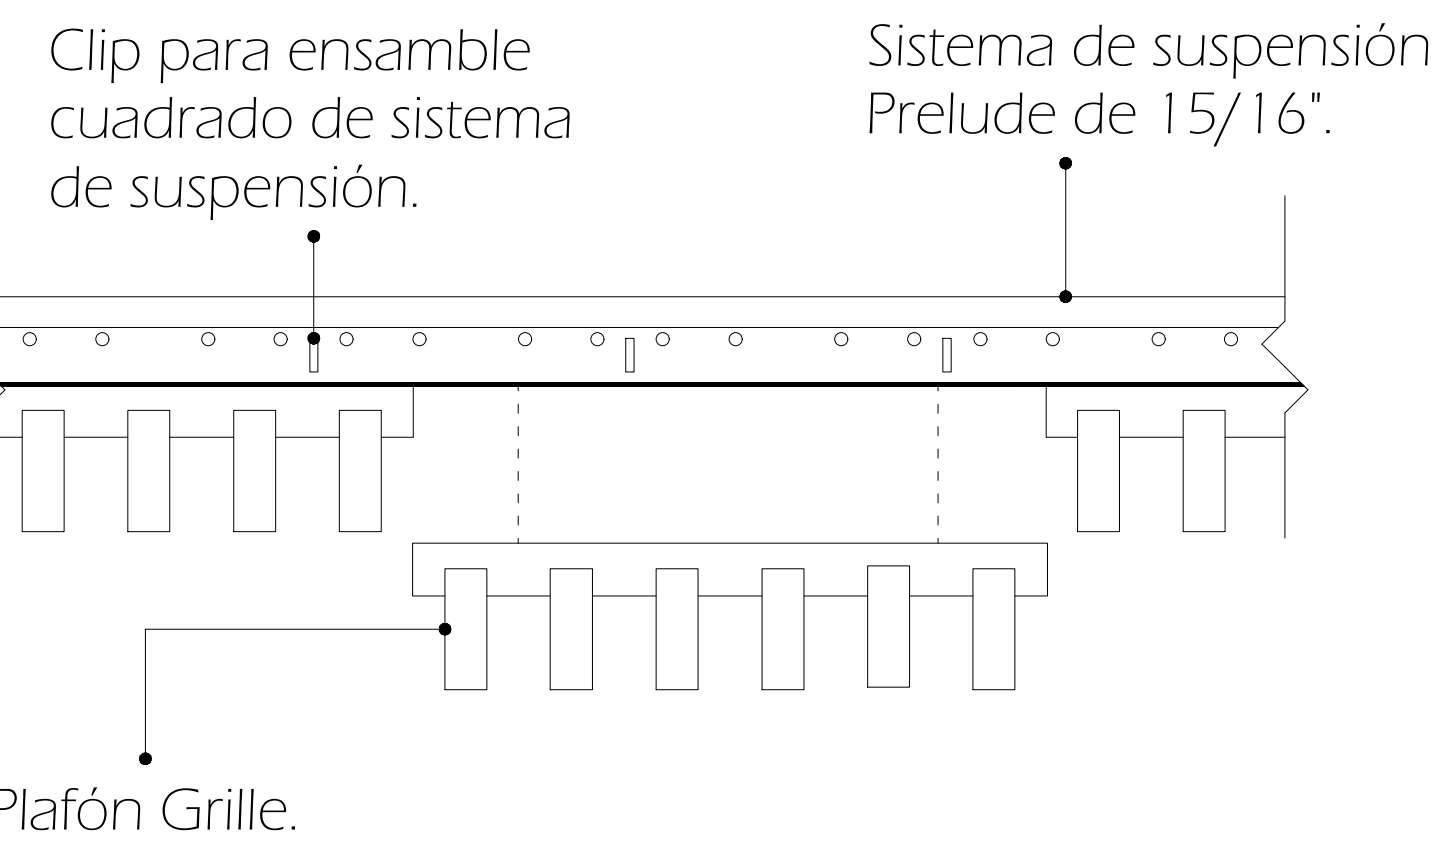 Clip para ensamble
cuadrado de sistema
de suspensión.
Sistema de suspensión
Prelude de 15/16".
Plafón Grille.